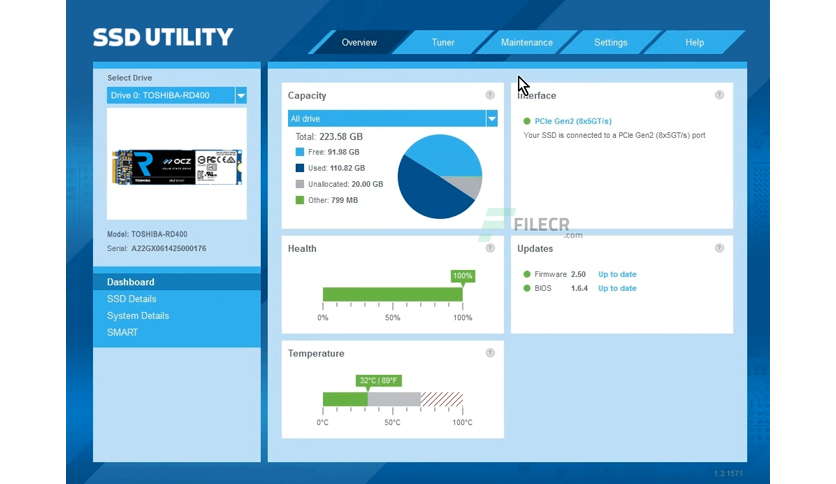 SSD UTILITY
Overview
Tuner
Maintenance
Settings
Help
Select Drive
Drive 0: TOSHIBA-RD400
OCZ
TOSHIBA
Model: TOSHIBA-RD400
Serial: A22GX061425000176
Dashboard
SSD Details
System Details
SMART
Capacity ?
All drive
Total: 223.58 GB
Free: 91.98 GB
Used: 110.82 GB
Unallocated: 20.00 GB
Other: 799 MB
Interface ?
PCIe Gen2 (8x5GT/s)
Your SSD is connected to a PCIe Gen2 (8x5GT/s) port
FILECR
.com
Health ?
100%
0% 50% 100%
Updates ?
Firmware 2.50 Up to date
BIOS 1.6.4 Up to date
Temperature ?
32°C | 89°F
0°C 50°C 100°C
1.3.1571